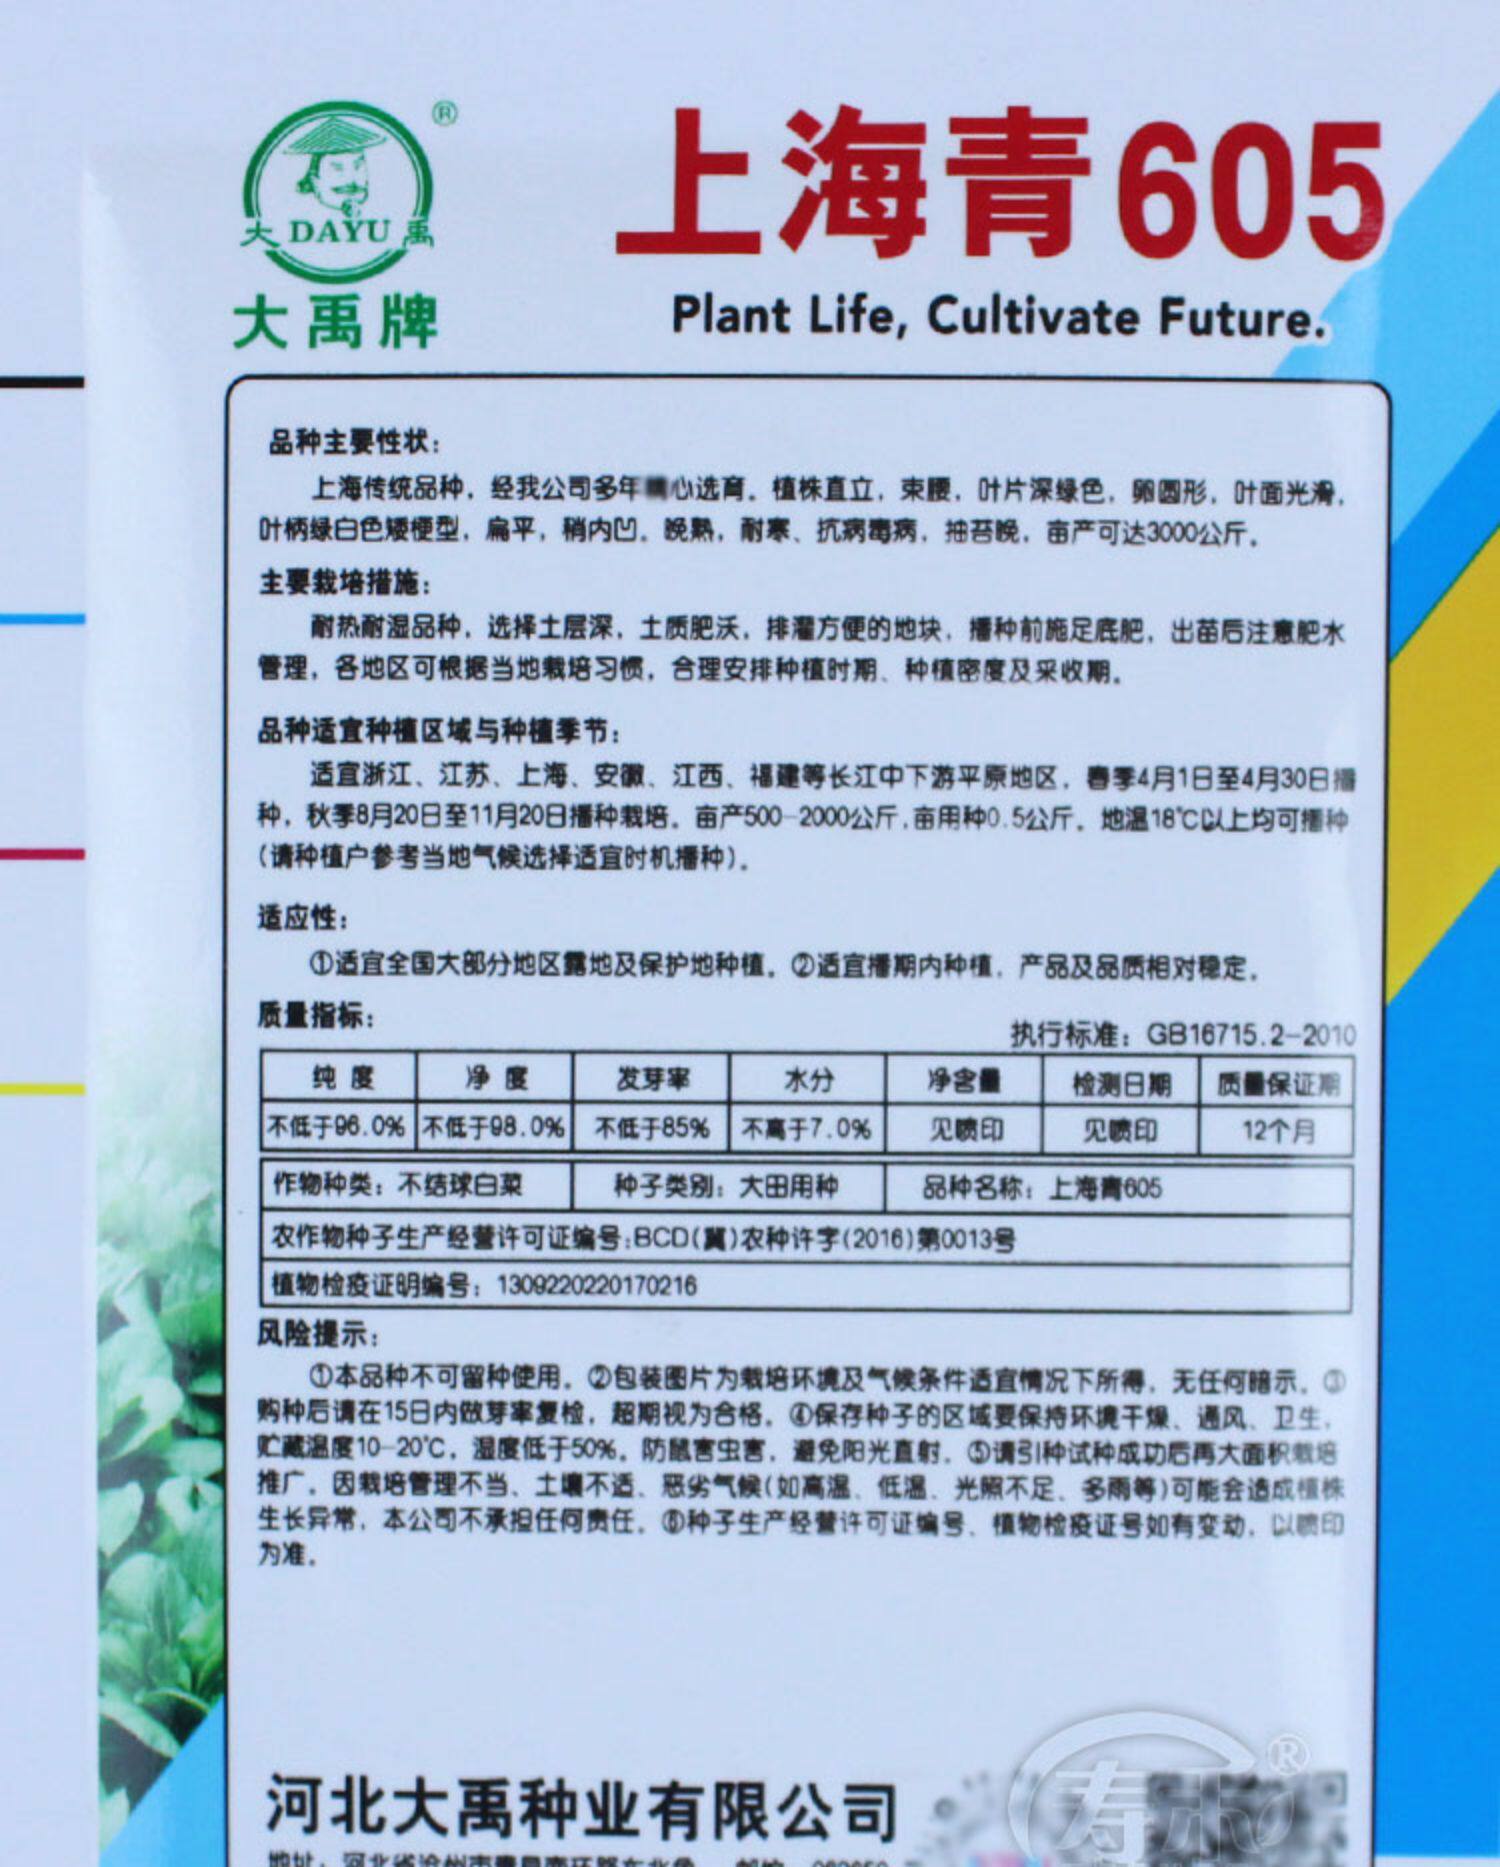 ®
上海青605
大 DAYU 禹
大禹牌
Plant Life, Cultivate Future.
品种主要性状:
上海传统品种，经我公司多年心选育。植株直立，束腰，叶片深绿色，卵圆形，叶面光滑，
叶柄绿白色矮梗型，扁平，稍内凹。晚熟，耐寒、抗病毒病，抽苔晚，亩产可达3000公斤。
主要栽培措施:
耐热耐湿品种，选择土层深，土质肥沃，排灌方便的地块，播种前施足底肥，出苗后注意肥水
管理，各地区可根据当地栽培习惯，合理安排种植时期、种植密度及采收期。
品种适宜种植区域与种植季节:
适宜浙江、江苏、上海、安徽、江西、福建等长江中下游平原地区，春季4月1日至4月30日播
种，秋季8月20日至11月20日播种栽培。亩产500-2000公斤,亩用种0.5公斤。地温18℃以上均可播种
(请种植户参考当地气候选择适宜时机播种)。
适应性:
①适宜全国大部分地区露地及保护地种植。②适宜播期内种植，产品及品质相对稳定。
质量指标:
执行标准: GB16715.2-2010
纯 度 净 度 发芽率 水分 净含量 检测日期 质量保证期
不低于96.0% 不低于98.0% 不低于85% 不高于7.0% 见喷印 见喷印 12个月
作物种类: 不结球白菜 种子类别: 大田用种 品种名称: 上海青605
农作物种子生产经营许可证编号:BCD(冀)农种许字(2016)第0013号
植物检疫证明编号: 1309220220170216
风险提示:
①本品种不可留种使用。②包装图片为栽培环境及气候条件适宜情况下所得，无任何暗示。③
购种后请在15日内做芽率复检，超期视为合格。④保存种子的区域要保持环境干燥、通风、卫生，
贮藏温度10-20℃，湿度低于50%。防鼠害虫害，避免阳光直射。⑤请引种试种成功后再大面积栽培
推广。因栽培管理不当、土壤不适、恶劣气候(如高温、低温、光照不足、多雨等)可能会造成植株
生长异常，本公司不承担任何责任。⑥种子生产经营许可证编号、植物检疫证号如有变动，以喷印
为准。
河北大禹种业有限公司
寿禾®